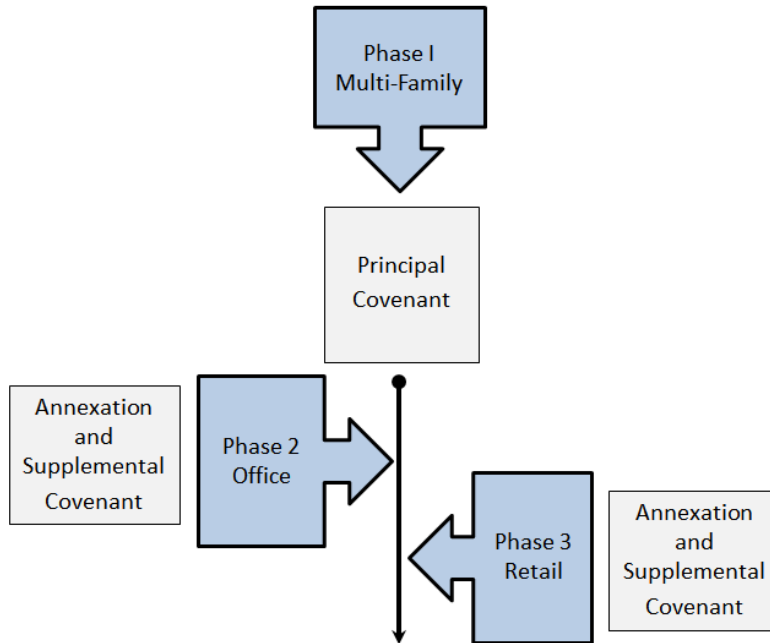 Phase I
Multi-Family
Principal
Covenant
Annexation
and
Supplemental
Covenant
Phase 2
Office
Phase 3
Retail
Annexation
and
Supplemental
Covenant